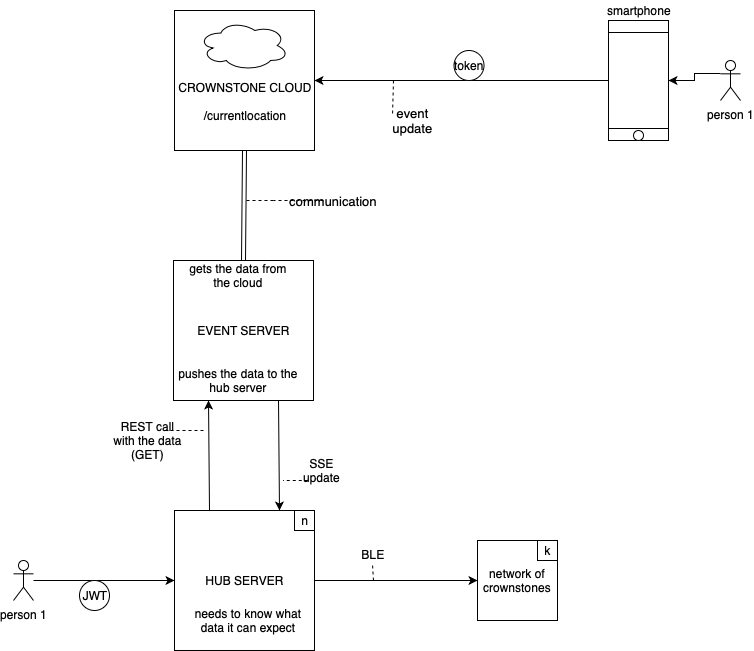 smartphone
CROWNSTONE CLOUD
/currentlocation
token
event
update
person 1
communication
gets the data from
the cloud
EVENT SERVER
pushes the data to the
hub server
REST call
with the data
(GET)
SSE
update
n
HUB SERVER
needs to know what
data it can expect
JWT
person 1
BLE
k
network of
crownstones